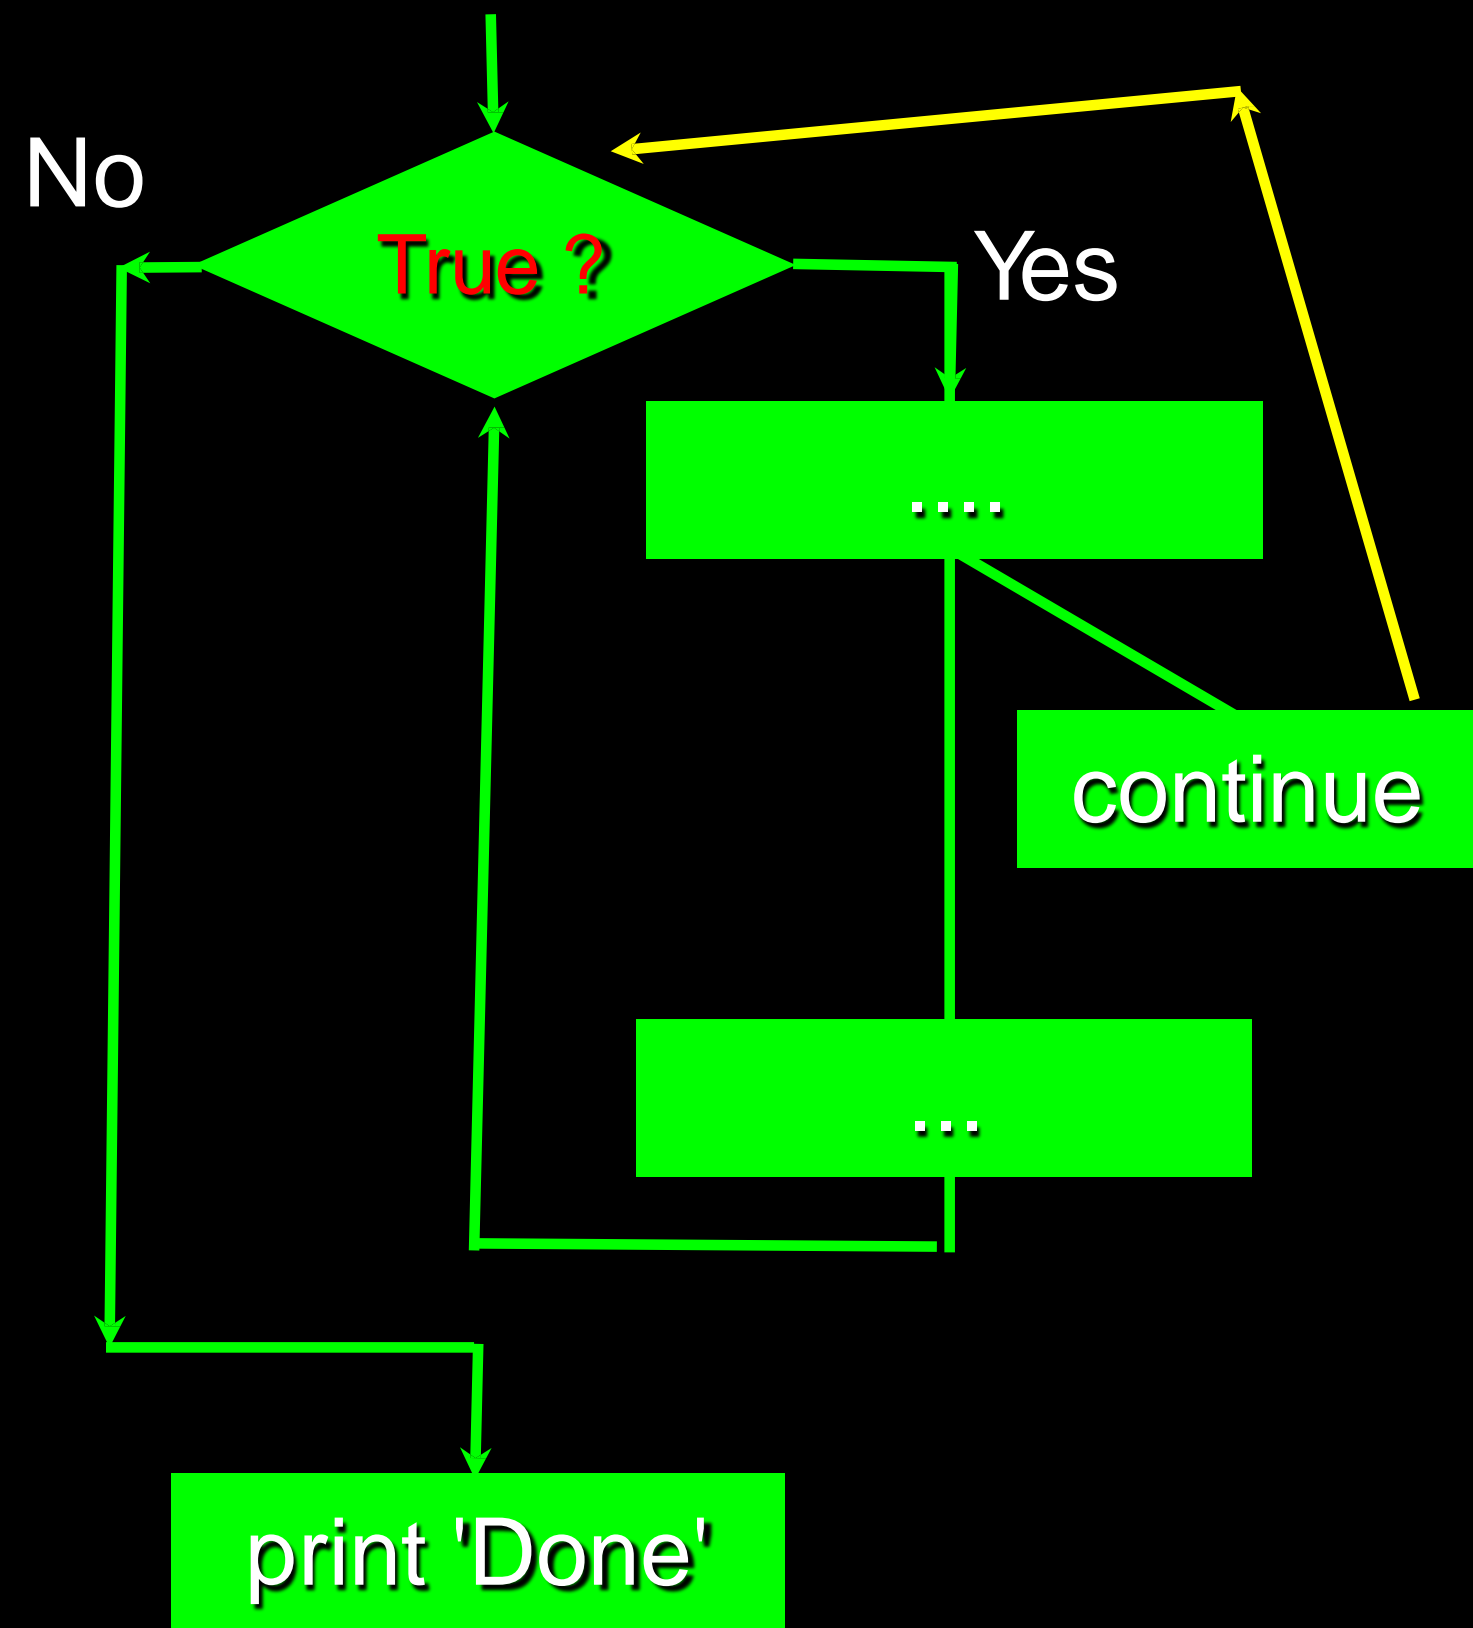 No
True ?
Yes
....
continue
...
print 'Done'